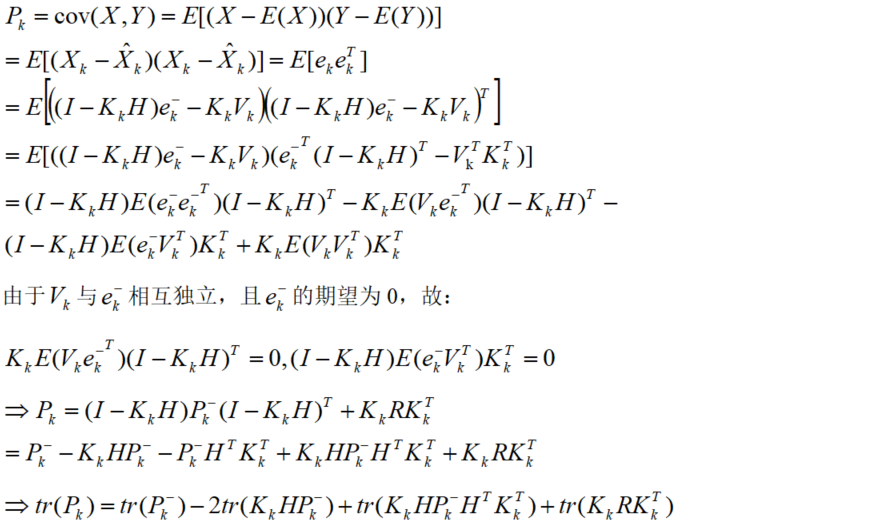 P_k = cov(X,Y) = E[(X − E(X))(Y − E(Y))]
= E[(X_k − X̂_k)(X_k − X̂_k)] = E[e_k e_k^T]
= E[((I − K_k H)e_k^- − K_k V_k)((I − K_k H)e_k^- − K_k V_k)^T]
= E[((I − K_k H)e_k^- − K_k V_k)(e_k^{-T}(I − K_k H)^T − V_k^T K_k^T)]
= (I − K_k H)E(e_k^- e_k^{-T})(I − K_k H)^T − K_k E(V_k e_k^{-T})(I − K_k H)^T −
(I − K_k H)E(e_k^- V_k^T)K_k^T + K_k E(V_k V_k^T)K_k^T
由于V_k与e_k^-相互独立，且e_k^-的期望为0，故：
K_k E(V_k e_k^{-T})(I − K_k H)^T = 0, (I − K_k H)E(e_k^- V_k^T)K_k^T = 0
⇒ P_k = (I − K_k H)P_k^-(I − K_k H)^T + K_k R K_k^T
= P_k^- − K_k H P_k^- − P_k^- H^T K_k^T + K_k H P_k^- H^T K_k^T + K_k R K_k^T
⇒ tr(P_k) = tr(P_k^-) − 2tr(K_k H P_k^-) + tr(K_k H P_k^- H^T K_k^T) + tr(K_k R K_k^T)